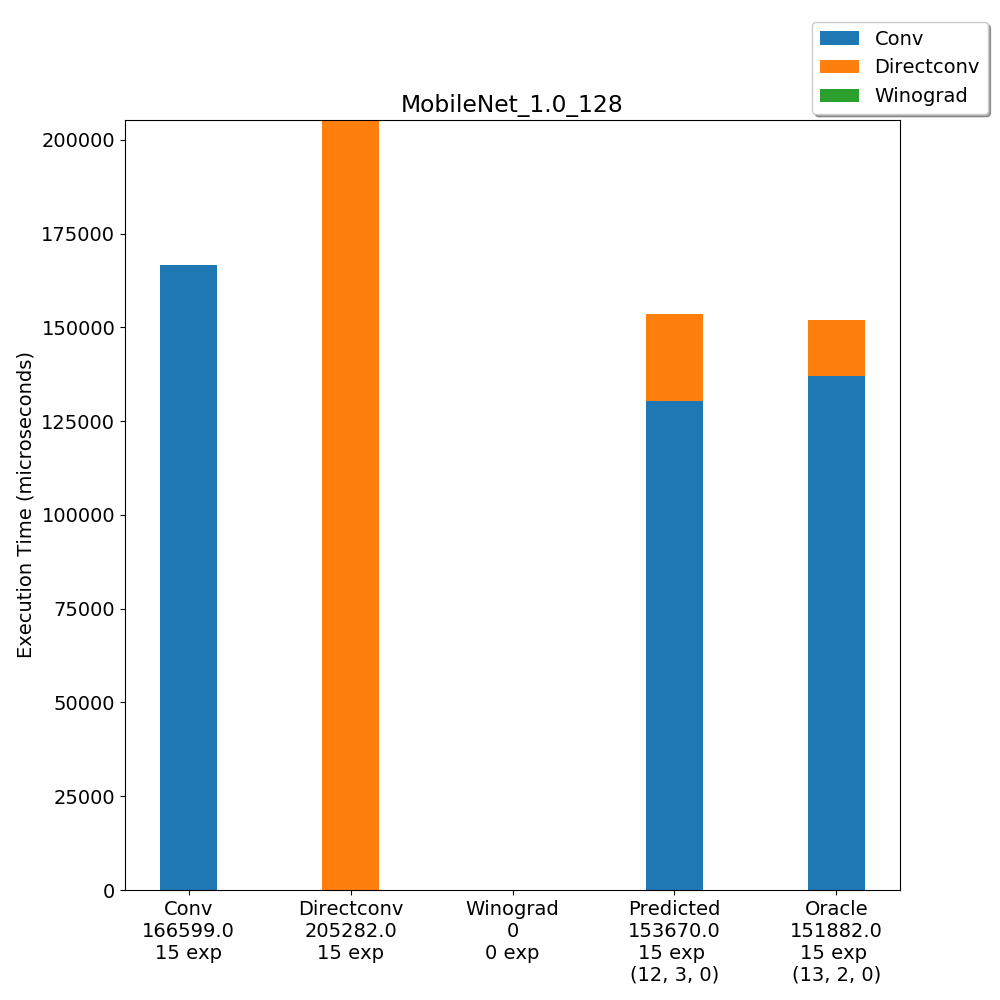 Conv
Directconv
Winograd
MobileNet_1.0_128
Execution Time (microseconds)
200000
175000
150000
125000
100000
75000
50000
25000
0
Conv Directconv Winograd Predicted Oracle
166599.0 205282.0 0 153670.0 151882.0
15 exp 15 exp 0 exp 15 exp 15 exp
(12, 3, 0) (13, 2, 0)